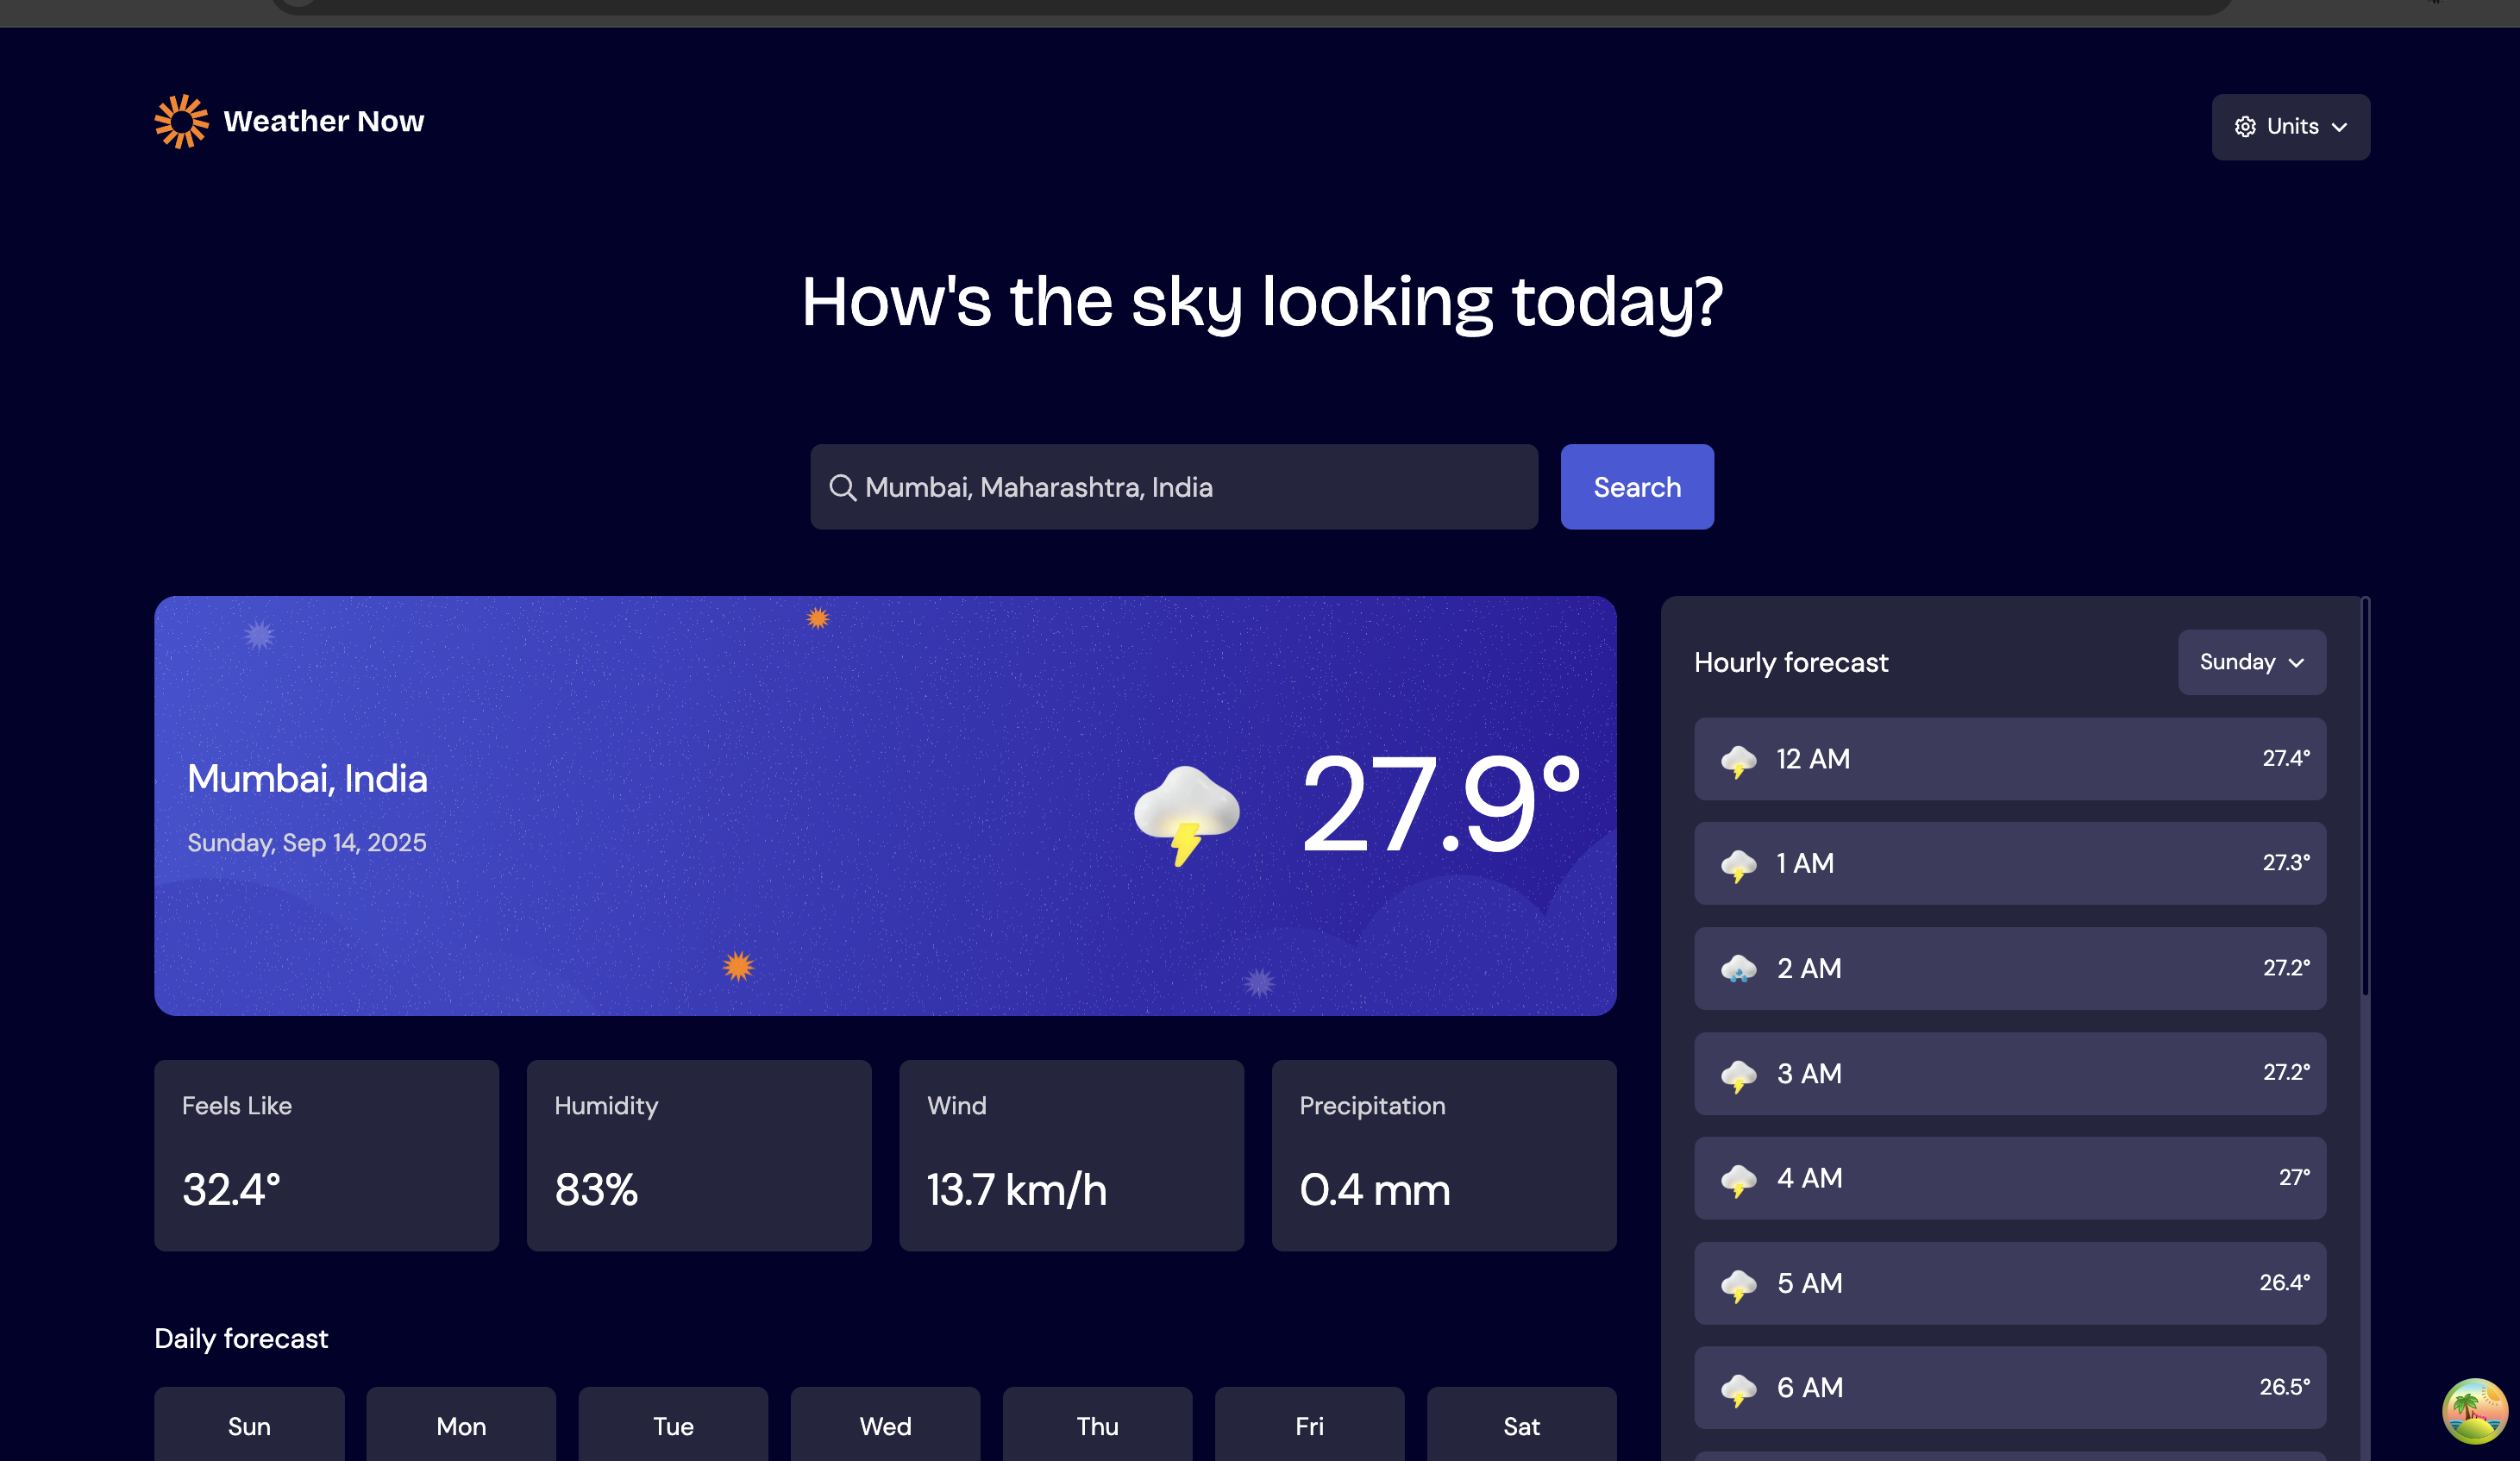 Weather Now
Units
How's the sky looking today?
Mumbai, Maharashtra, India
Search
Mumbai, India
Sunday, Sep 14, 2025
27.9°
Feels Like
32.4°
Humidity
83%
Wind
13.7 km/h
Precipitation
0.4 mm
Daily forecast
Sun
Mon
Tue
Wed
Thu
Fri
Sat
Hourly forecast
Sunday
12 AM 27.4°
1 AM 27.3°
2 AM 27.2°
3 AM 27.2°
4 AM 27°
5 AM 26.4°
6 AM 26.5°